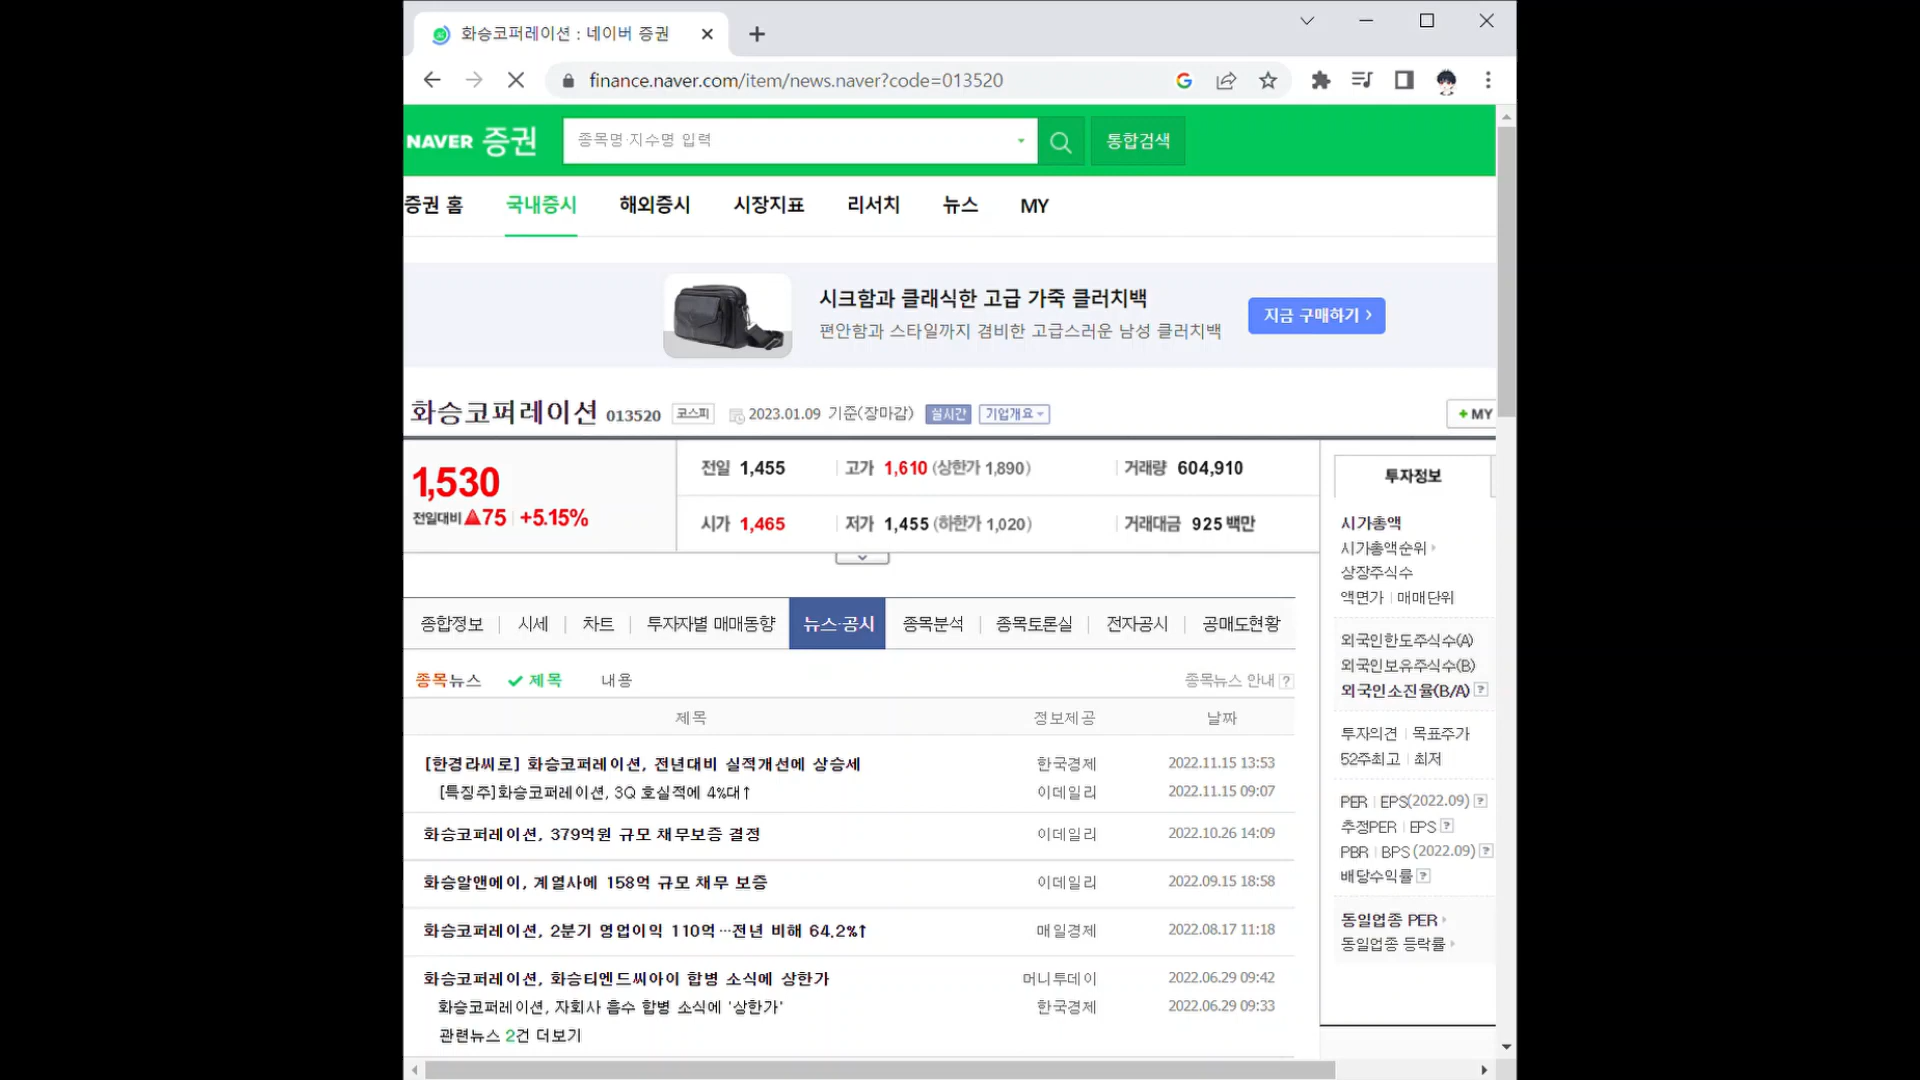 화승코퍼레이션 : 네이버 증권
finance.naver.com/item/news.naver?code=013520
NAVER 증권
종목명·지수명 입력
통합검색
증권 홈 국내증시 해외증시 시장지표 리서치 뉴스 MY
시크함과 클래식한 고급 가죽 클러치백
편안함과 스타일까지 겸비한 고급스러운 남성 클러치백
지금 구매하기 ›
화승코퍼레이션 013520 코스피 2023.01.09 기준(장마감) 실시간 기업개요
+ MY
1,530
전일대비 ▲75 +5.15%
전일 1,455 고가 1,610 (상한가 1,890) 거래량 604,910
시가 1,465 저가 1,455 (하한가 1,020) 거래대금 925 백만
종합정보 시세 차트 투자자별 매매동향 뉴스·공시 종목분석 종목토론실 전자공시 공매도현황
종목뉴스 제목 내용 종목뉴스 안내 ?
제목 정보제공 날짜
[한경라씨로] 화승코퍼레이션, 전년대비 실적개선에 상승세 한국경제 2022.11.15 13:53
[특징주]화승코퍼레이션, 3Q 호실적에 4%대↑ 이데일리 2022.11.15 09:07
화승코퍼레이션, 379억원 규모 채무보증 결정 이데일리 2022.10.26 14:09
화승알앤에이, 계열사에 158억 규모 채무 보증 이데일리 2022.09.15 18:58
화승코퍼레이션, 2분기 영업이익 110억…전년 비해 64.2%↑ 매일경제 2022.08.17 11:18
화승코퍼레이션, 화승티엔드씨아이 합병 소식에 상한가 머니투데이 2022.06.29 09:42
화승코퍼레이션, 자회사 흡수 합병 소식에 '상한가' 한국경제 2022.06.29 09:33
관련뉴스 2건 더보기
투자정보
시가총액
시가총액순위
상장주식수
액면가 매매단위
외국인한도주식수(A)
외국인보유주식수(B)
외국인소진율(B/A) ?
투자의견 목표주가
52주최고 최저
PER EPS(2022.09) ?
추정PER EPS ?
PBR BPS (2022.09) ?
배당수익률 ?
동일업종 PER
동일업종 등락률